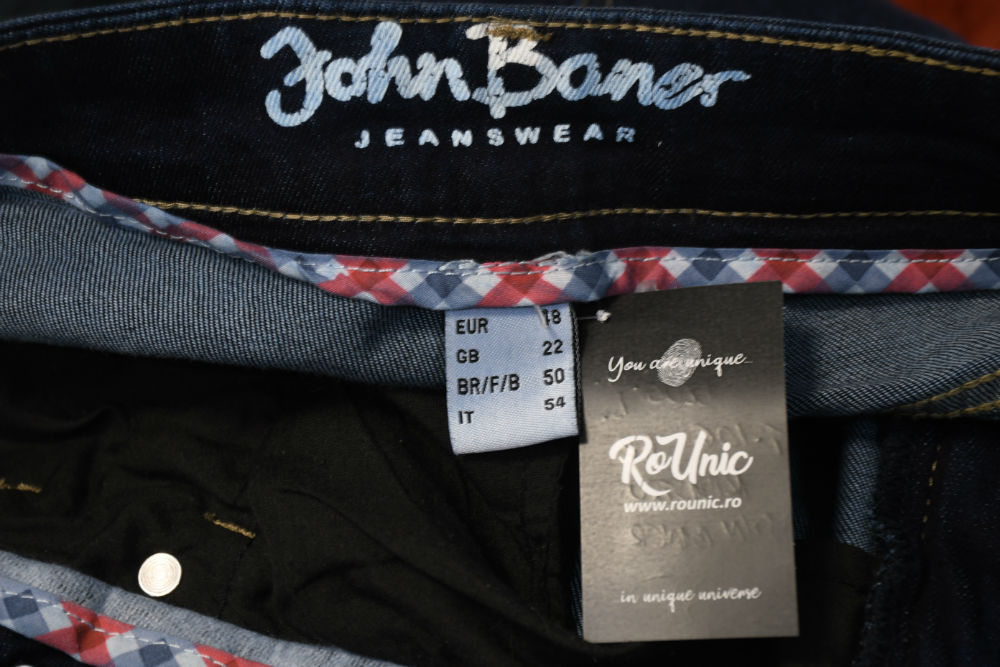 John Baner
JEANSWEAR
EUR 48
GB 22
BR/F/B 50
IT 54
You are unique...
RoUnic
www.rounic.ro
in unique universe